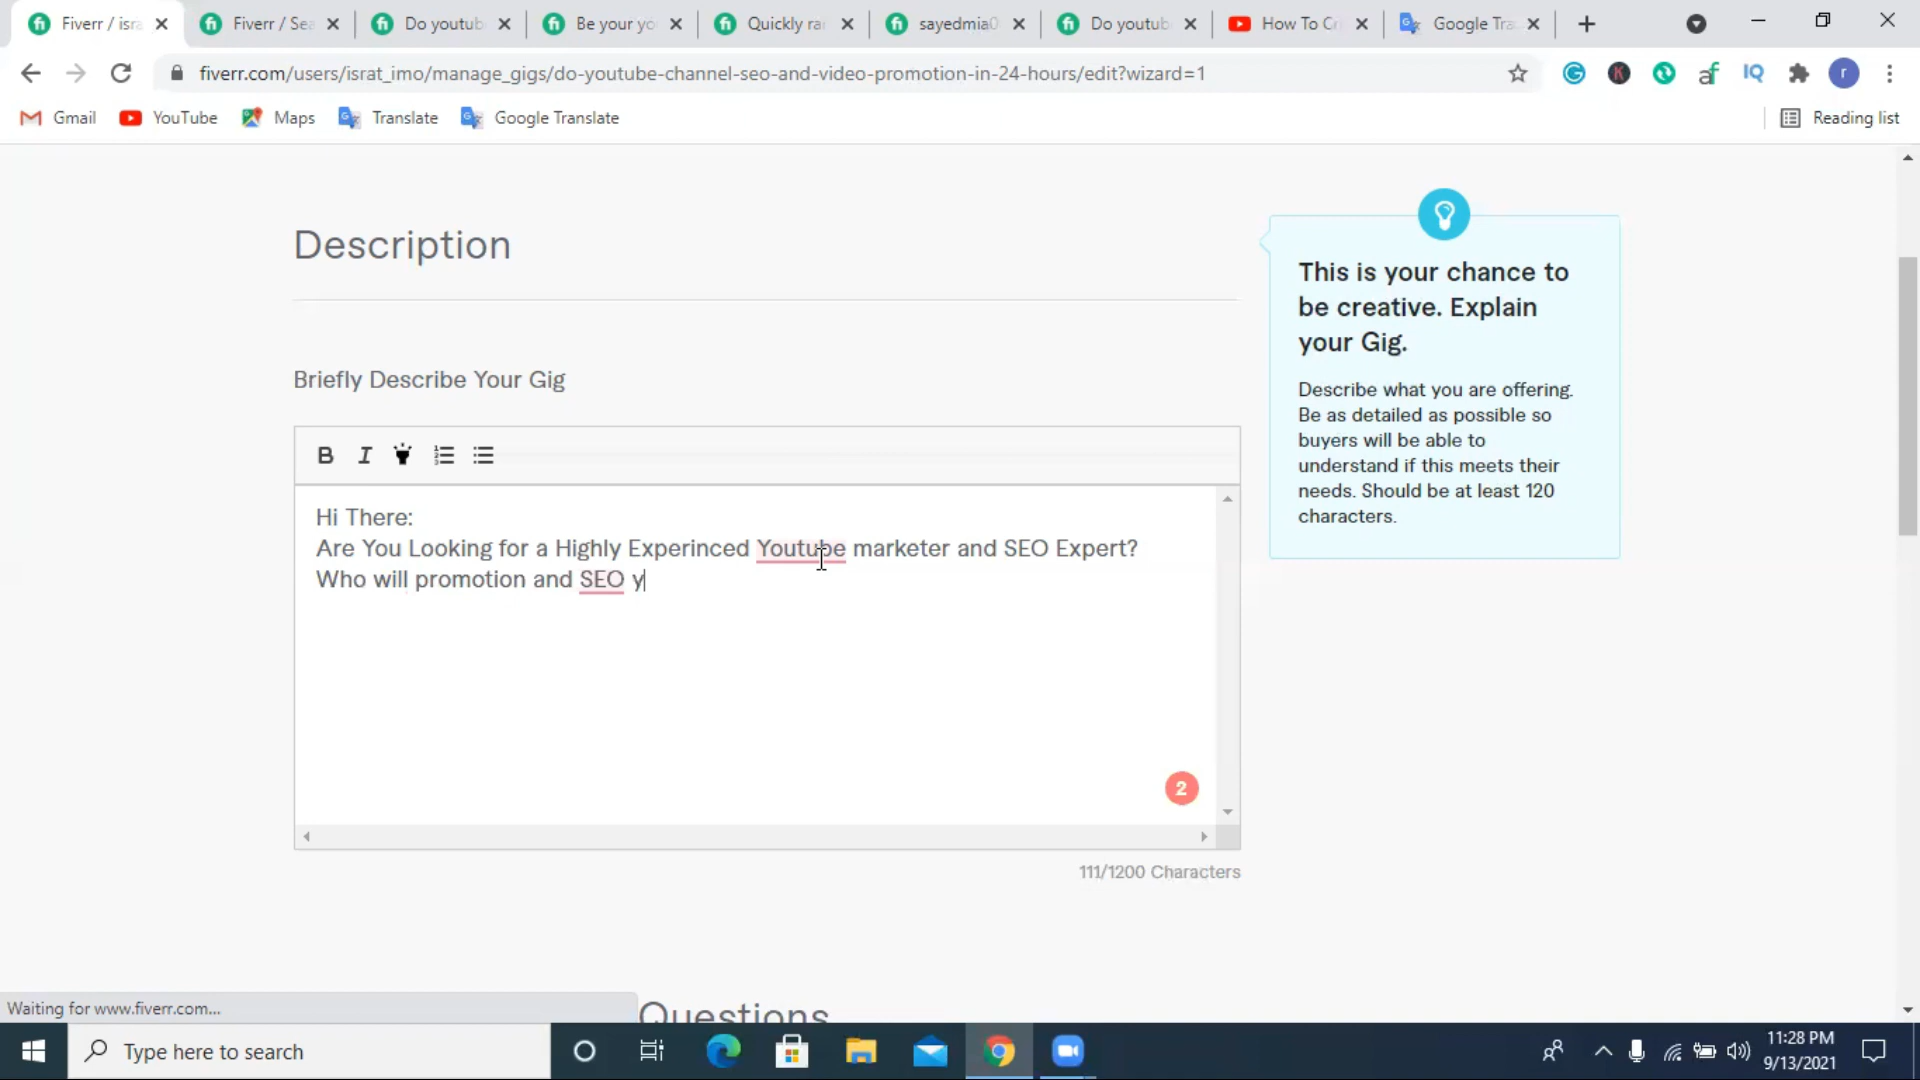 Fiverr / isra
Fiverr / Sea
Do youtub
Be your yo
Quickly ra
sayedmia0
Do youtub
How To Cr
Google Tra
fiverr.com/users/israt_imo/manage_gigs/do-youtube-channel-seo-and-video-promotion-in-24-hours/edit?wizard=1
K
af
IQ
r
Gmail
YouTube
Maps
Translate
Google Translate
Reading list
Description
This is your chance to
be creative. Explain
your Gig.
Describe what you are offering.
Be as detailed as possible so
buyers will be able to
understand if this meets their
needs. Should be at least 120
characters.
Briefly Describe Your Gig
B I
Hi There:
Are You Looking for a Highly Experinced Youtube marketer and SEO Expert?
Who will promotion and SEO y
2
111/1200 Characters
Waiting for www.fiverr.com...
Questions
Type here to search
11:28 PM
9/13/2021